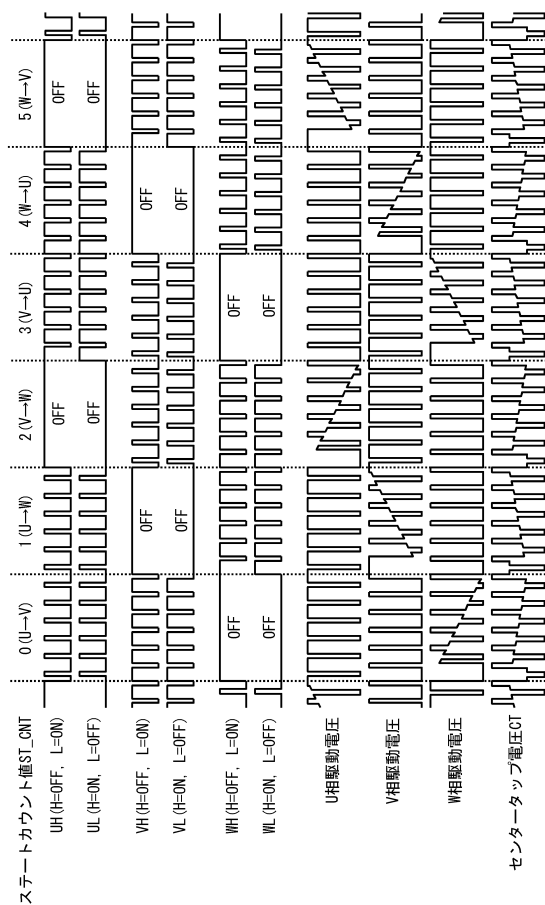 ステートカウント値ST_CNT 0(U→V) 1(U→W) 2(V→W) 3(V→U) 4(W→U) 5(W→V)
UH(H=OFF, L=ON) OFF OFF
UL(H=ON, L=OFF) OFF OFF
VH(H=OFF, L=ON) OFF OFF
VL(H=ON, L=OFF) OFF OFF
WH(H=OFF, L=ON) OFF OFF
WL(H=ON, L=OFF) OFF OFF
U相駆動電圧
V相駆動電圧
W相駆動電圧
センタータップ電圧CT